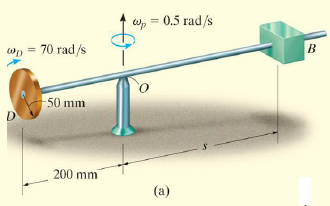 ωp = 0.5 rad/s
ωD = 70 rad/s
B
O
50 mm
D
s
200 mm
(a)